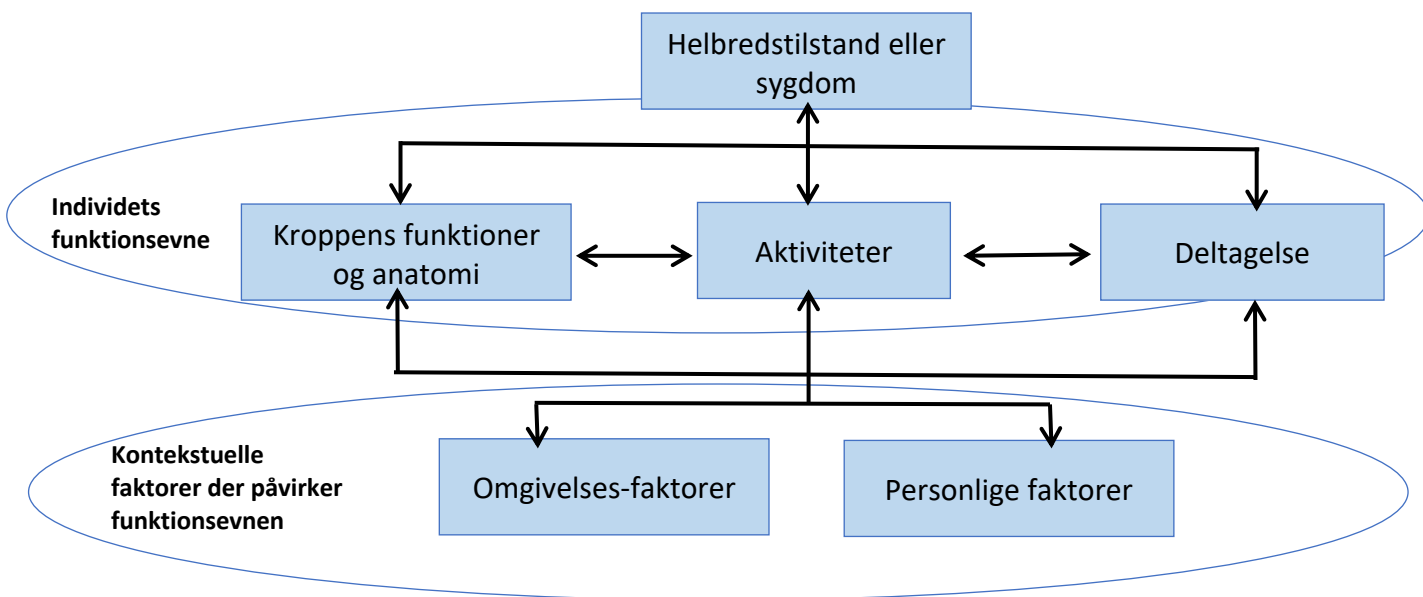 Helbredstilstand eller
sygdom
Individets
funktionsevne
Kroppens funktioner
og anatomi
Aktiviteter
Deltagelse
Kontekstuelle
faktorer der påvirker
funktionsevnen
Omgivelses-faktorer
Personlige faktorer